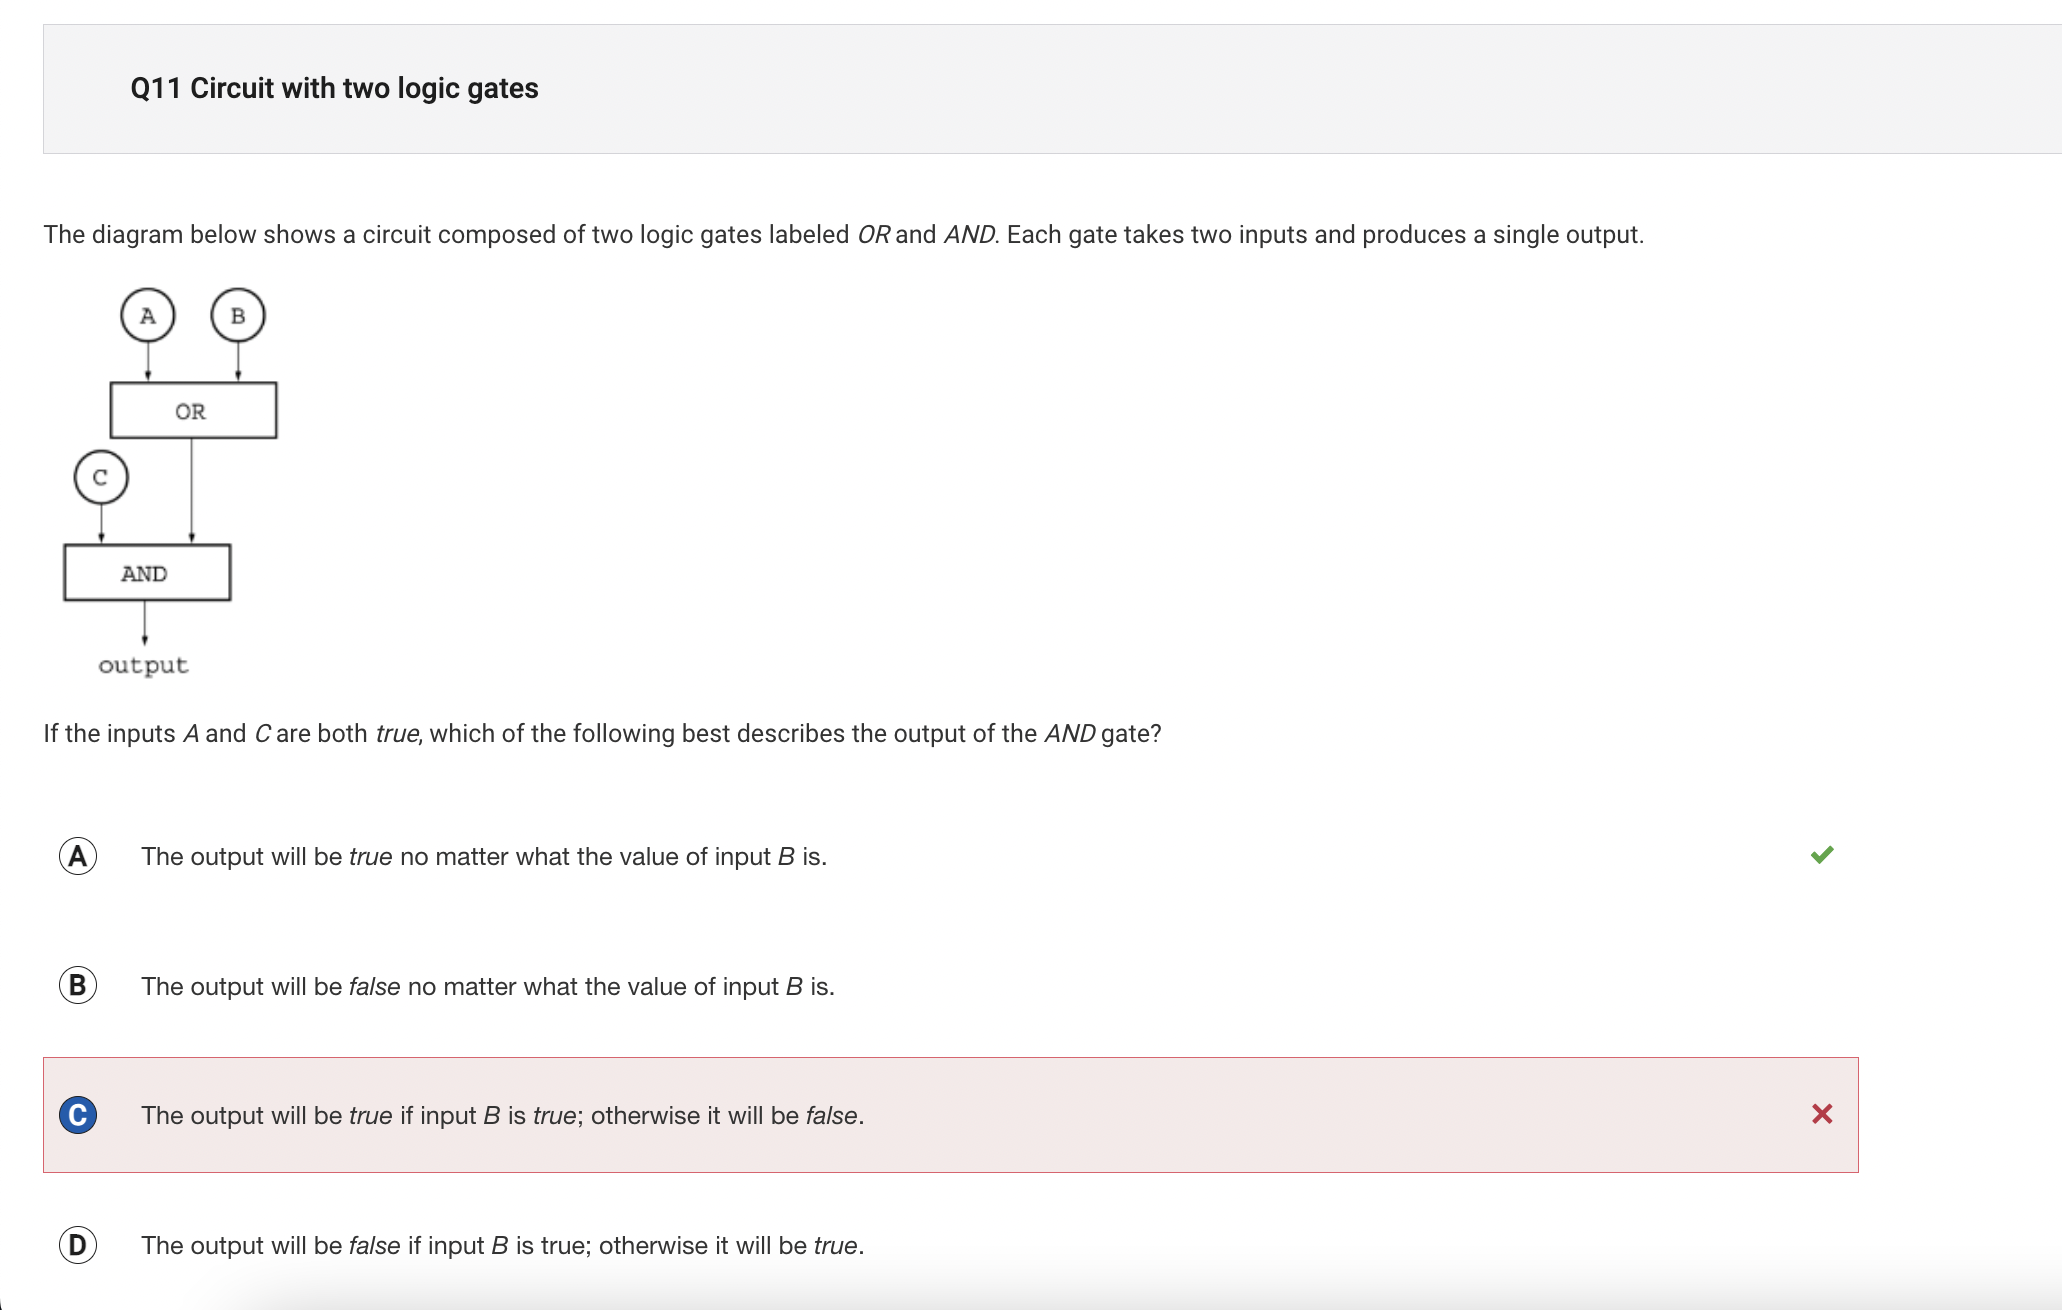 Q11 Circuit with two logic gates
The diagram below shows a circuit composed of two logic gates labeled OR and AND. Each gate takes two inputs and produces a single output.
A B
OR
C
AND
output
If the inputs A and C are both true, which of the following best describes the output of the AND gate?
A The output will be true no matter what the value of input B is.
B The output will be false no matter what the value of input B is.
C The output will be true if input B is true; otherwise it will be false.
D The output will be false if input B is true; otherwise it will be true.